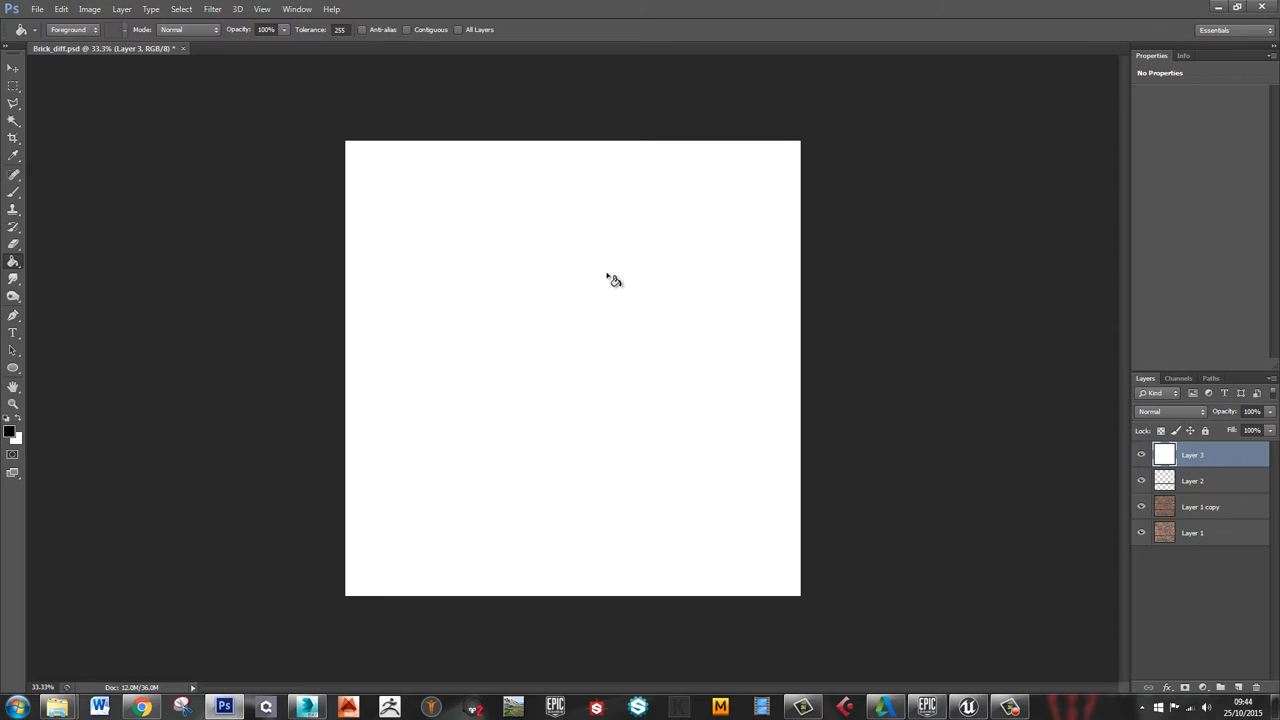 Ps File Edit Image Layer Type Select Filter 3D View Window Help
Foreground Mode: Normal Opacity: 100% Tolerance: 255 Anti-alias Contiguous All Layers Essentials
Brick_diff.psd @ 33.3% (Layer 3, RGB/8) * ×
Properties Info
No Properties
Layers Channels Paths
Kind
Normal Opacity: 100%
Lock: Fill: 100%
Layer 3
Layer 2
Layer 1 copy
Layer 1
33.33% Doc: 12.0M/36.0M
09:44
25/10/2015